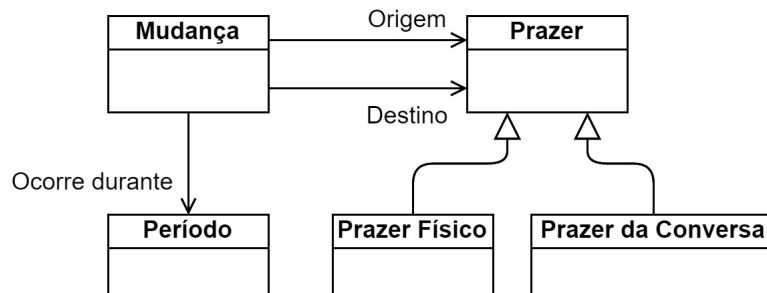 Mudança
Origem
Prazer
Destino
Ocorre durante
Período
Prazer Físico
Prazer da Conversa